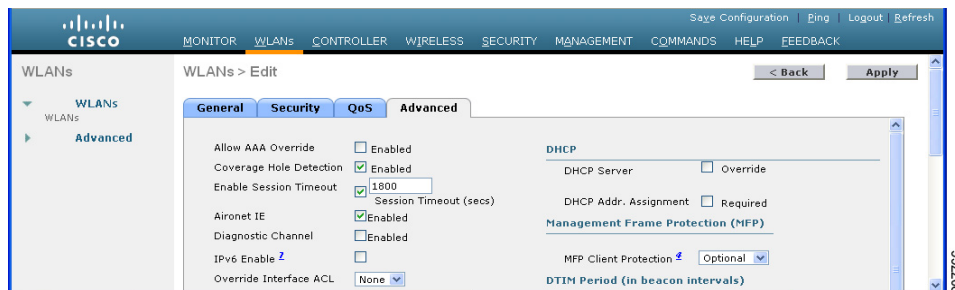 Save Configuration | Ping | Logout | Refresh
CISCO
MONITOR WLANs CONTROLLER WIRELESS SECURITY MANAGEMENT COMMANDS HELP FEEDBACK
WLANs
WLANs
WLANs
Advanced
WLANs > Edit
< Back
Apply
General Security QoS Advanced
Allow AAA Override Enabled
Coverage Hole Detection Enabled
Enable Session Timeout 1800
Session Timeout (secs)
Aironet IE Enabled
Diagnostic Channel Enabled
IPv6 Enable 7
Override Interface ACL None
DHCP
DHCP Server Override
DHCP Addr. Assignment Required
Management Frame Protection (MFP)
MFP Client Protection 4 Optional
DTIM Period (in beacon intervals)